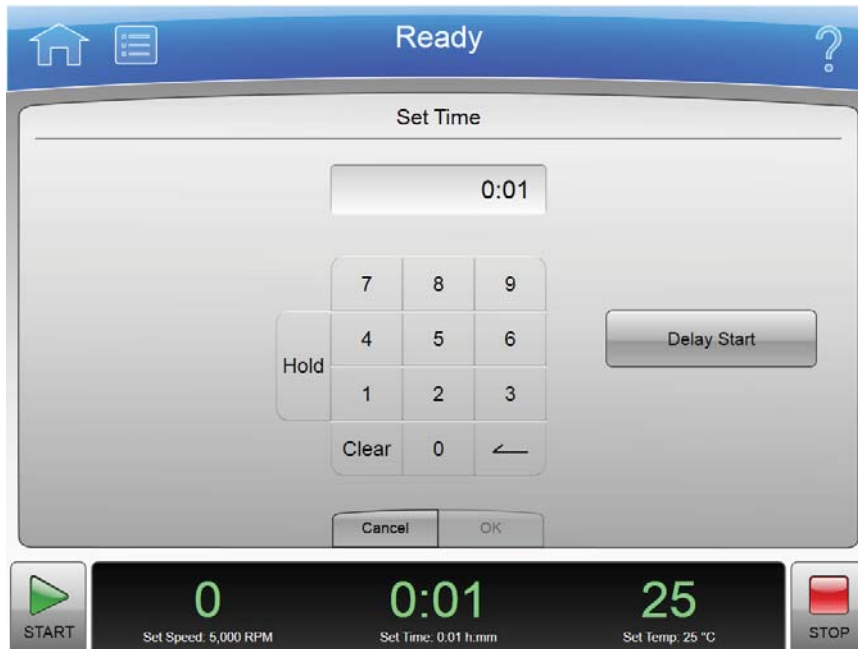 Ready
Set Time
0:01
7 8 9
4 5 6
Hold
1 2 3
Clear 0
Delay Start
Cancel OK
START
0
Set Speed: 5,000 RPM
0:01
Set Time: 0:01 h:mm
25
Set Temp: 25 °C
STOP